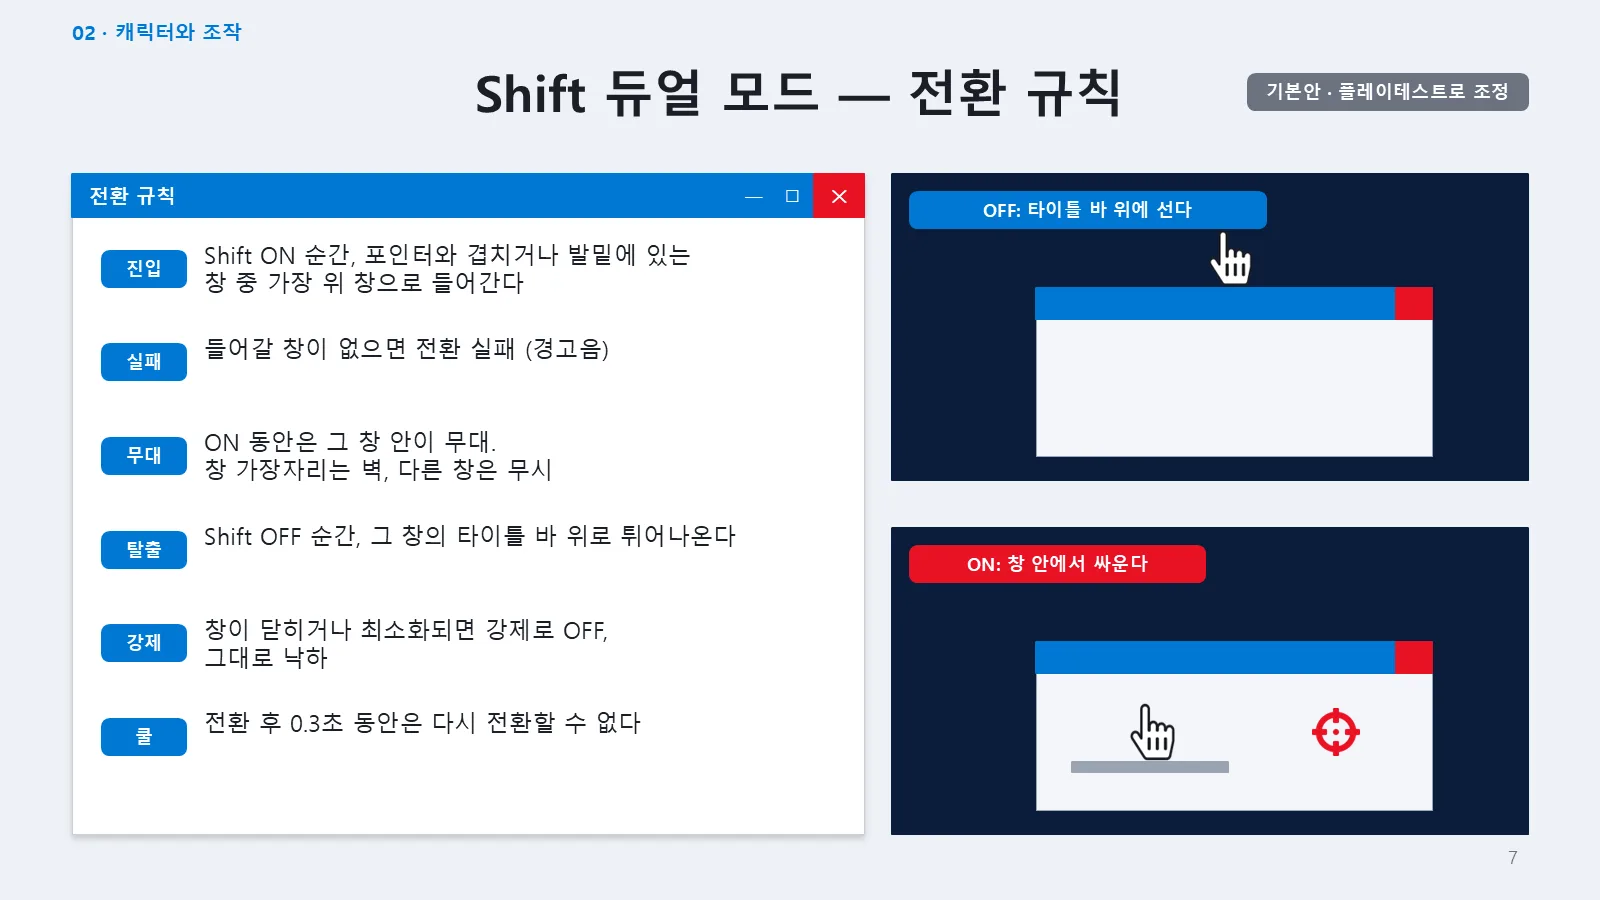 02 · 캐릭터와 조작
Shift 듀얼 모드 — 전환 규칙
기본안 · 플레이테스트로 조정
전환 규칙
진입
Shift ON 순간, 포인터와 겹치거나 발밑에 있는
창 중 가장 위 창으로 들어간다
실패
들어갈 창이 없으면 전환 실패 (경고음)
무대
ON 동안은 그 창 안이 무대.
창 가장자리는 벽, 다른 창은 무시
탈출
Shift OFF 순간, 그 창의 타이틀 바 위로 튀어나온다
강제
창이 닫히거나 최소화되면 강제로 OFF,
그대로 낙하
쿨
전환 후 0.3초 동안은 다시 전환할 수 없다
OFF: 타이틀 바 위에 선다
ON: 창 안에서 싸운다
7